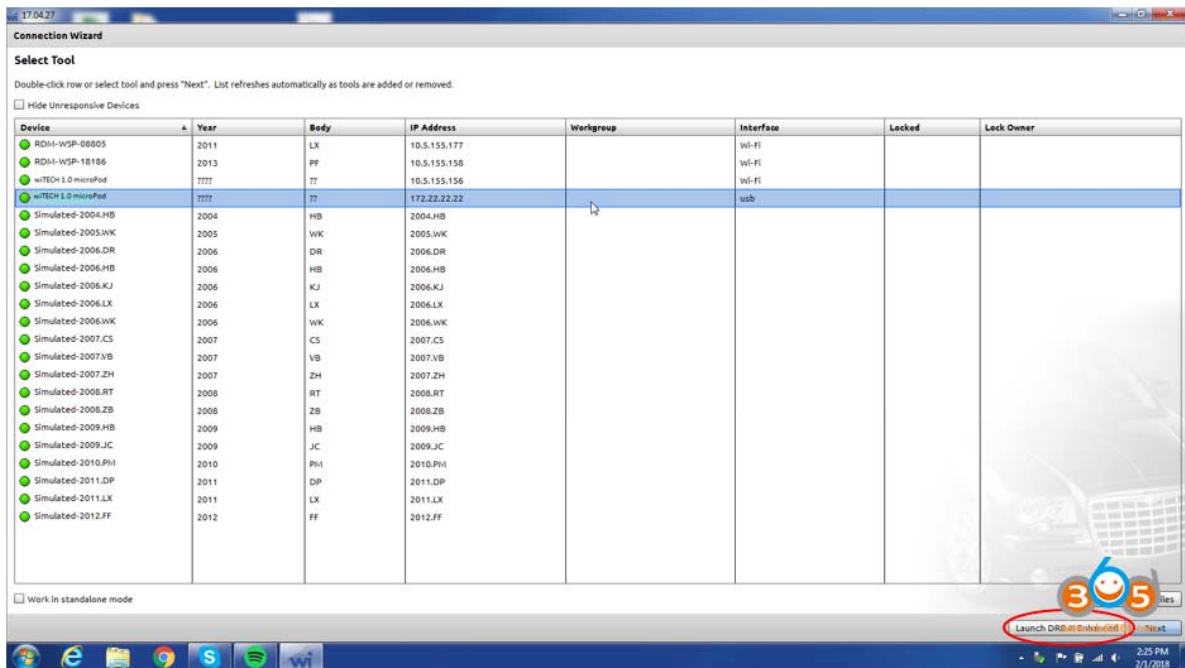 wi 17.04.27
Connection Wizard
Select Tool
Double-click row or select tool and press "Next". List refreshes automatically as tools are added or removed.
Hide Unresponsive Devices
Device Year Body IP Address Workgroup Interface Locked Lock Owner
RDM-WSP-08805 2011 LX 10.5.155.177 Wi-Fi
RDM-WSP-18186 2013 PF 10.5.155.158 Wi-Fi
wiTECH 1.0 microPod ???? ?? 10.5.155.156 Wi-Fi
wiTECH 1.0 microPod ???? ?? 172.22.22.22 usb
Simulated-2004.HB 2004 HB 2004.HB
Simulated-2005.WK 2005 WK 2005.WK
Simulated-2006.DR 2006 DR 2006.DR
Simulated-2006.HB 2006 HB 2006.HB
Simulated-2006.KJ 2006 KJ 2006.KJ
Simulated-2006.LX 2006 LX 2006.LX
Simulated-2006.WK 2006 WK 2006.WK
Simulated-2007.CS 2007 CS 2007.CS
Simulated-2007.VB 2007 VB 2007.VB
Simulated-2007.ZH 2007 ZH 2007.ZH
Simulated-2008.RT 2008 RT 2008.RT
Simulated-2008.ZB 2008 ZB 2008.ZB
Simulated-2009.HB 2009 HB 2009.HB
Simulated-2009.JC 2009 JC 2009.JC
Simulated-2010.PM 2010 PM 2010.PM
Simulated-2011.DP 2011 DP 2011.DP
Simulated-2011.LX 2011 LX 2011.LX
Simulated-2012.FF 2012 FF 2012.FF
Work in standalone mode
365
Launch DRB Enhanced Next
wi
2:25 PM
2/1/2018